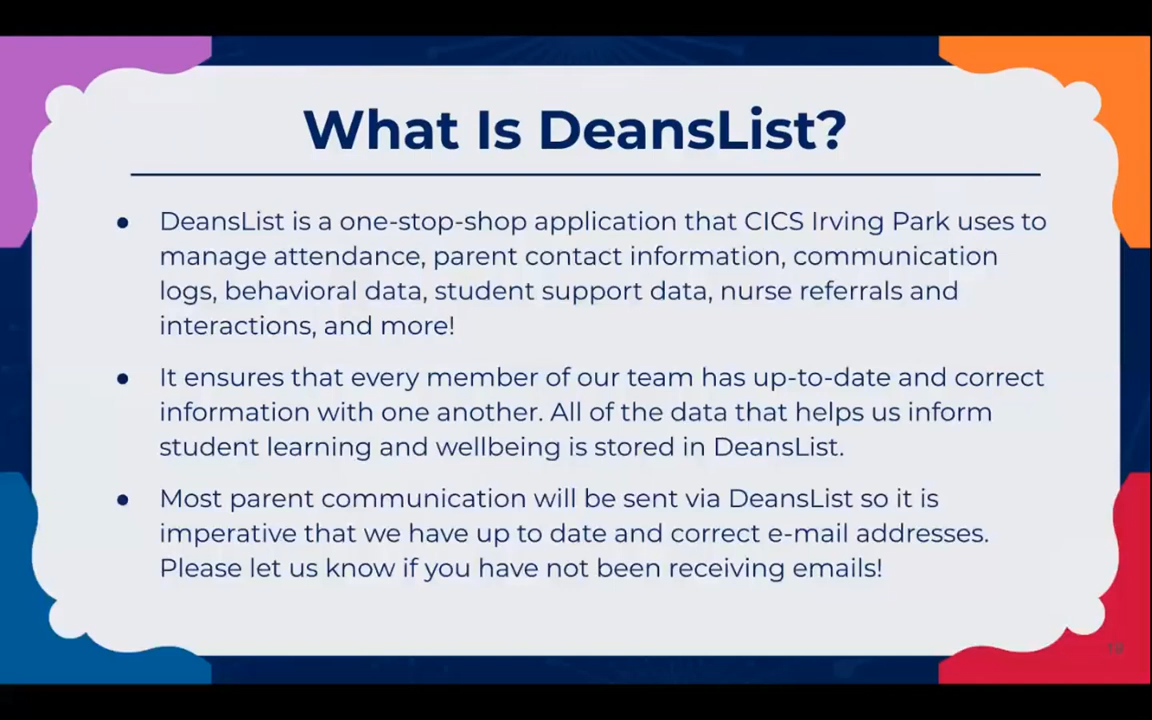 What Is DeansList?
● DeansList is a one-stop-shop application that CICS Irving Park uses to
manage attendance, parent contact information, communication
logs, behavioral data, student support data, nurse referrals and
interactions, and more!
● It ensures that every member of our team has up-to-date and correct
information with one another. All of the data that helps us inform
student learning and wellbeing is stored in DeansList.
● Most parent communication will be sent via DeansList so it is
imperative that we have up to date and correct e-mail addresses.
Please let us know if you have not been receiving emails!